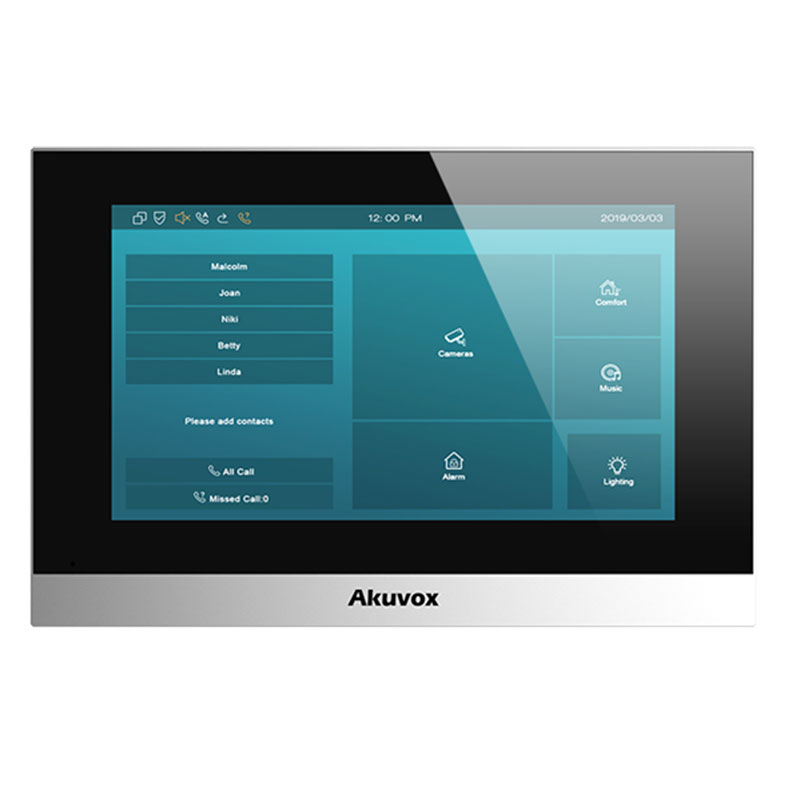 12:00 PM
2019/03/03
Malcolm
Joan
Niki
Betty
Linda
Please add contacts
All Call
Missed Call:0
Cameras
Alarm
Comfort
Music
Lighting
Akuvox